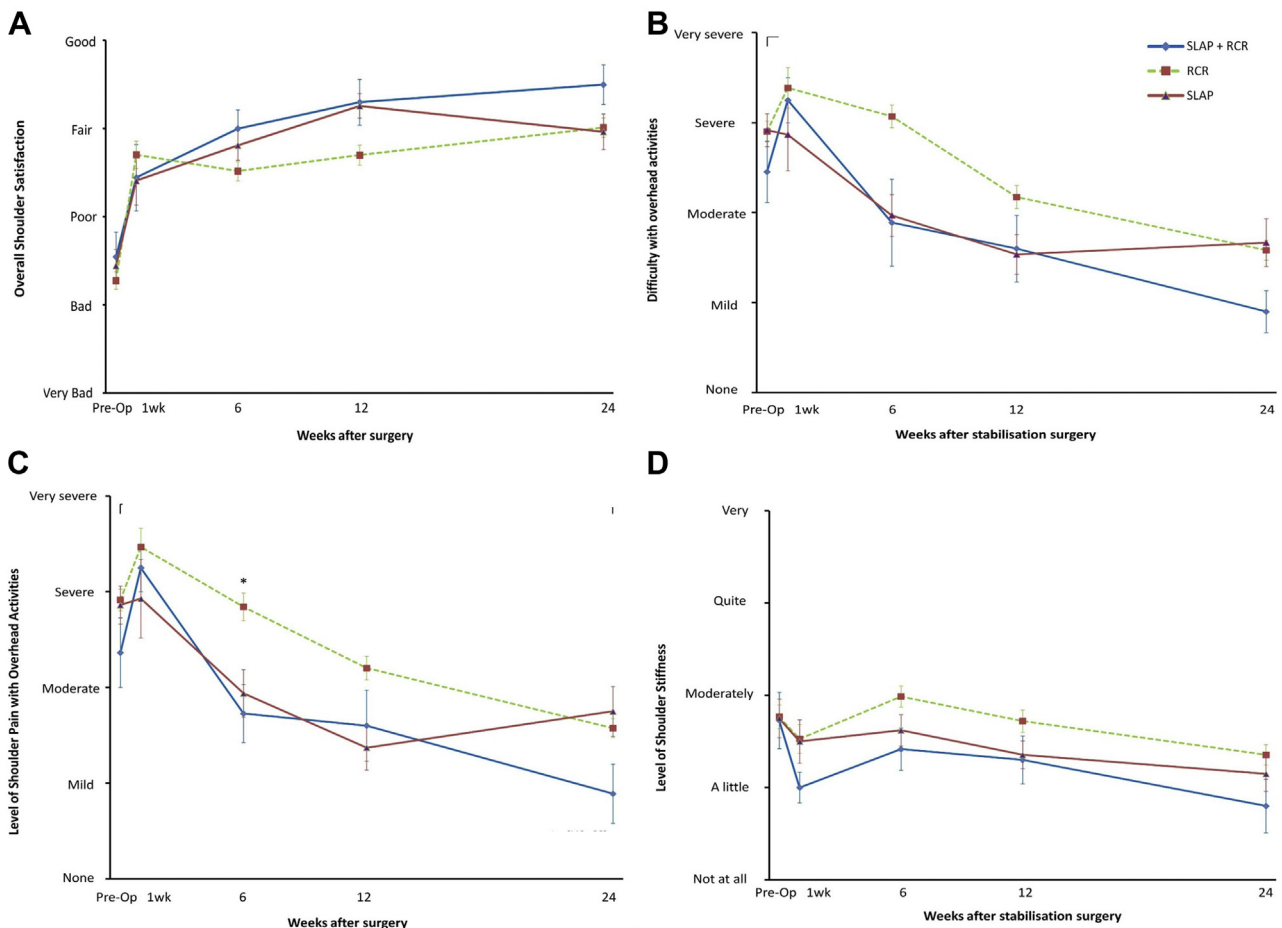 A
Good
Fair
Poor
Bad
Very Bad
Overall Shoulder Satisfaction
Pre-Op 1wk 6 12 24
Weeks after surgery
B
Very severe
Severe
Moderate
Mild
None
Difficulty with overhead activities
SLAP + RCR
RCR
SLAP
Pre-Op 1wk 6 12 24
Weeks after stabilisation surgery
C
Very severe
Severe
Moderate
Mild
None
Level of Shoulder Pain with Overhead Activities
*
Pre-Op 1wk 6 12 24
Weeks after surgery
D
Very
Quite
Moderately
A little
Not at all
Level of Shoulder Stiffness
Pre-Op 1wk 6 12 24
Weeks after stabilisation surgery